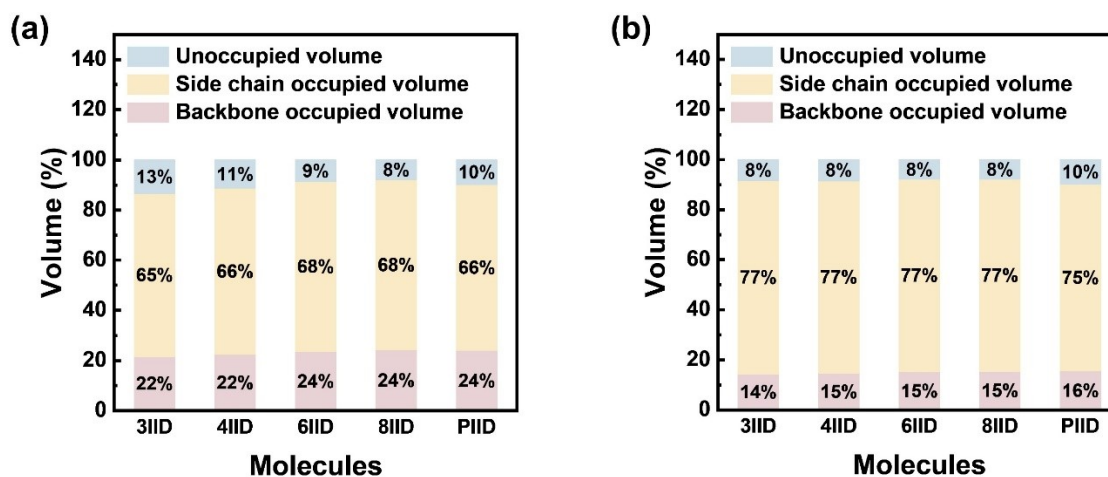 (a)
Volume (%)
140
120
100
80
60
40
20
0
Unoccupied volume
Side chain occupied volume
Backbone occupied volume
13% 11% 9% 8% 10%
65% 66% 68% 68% 66%
22% 22% 24% 24% 24%
3IID 4IID 6IID 8IID PIID
Molecules
(b)
Volume (%)
140
120
100
80
60
40
20
0
Unoccupied volume
Side chain occupied volume
Backbone occupied volume
8% 8% 8% 8% 10%
77% 77% 77% 77% 75%
14% 15% 15% 15% 16%
3IID 4IID 6IID 8IID PIID
Molecules